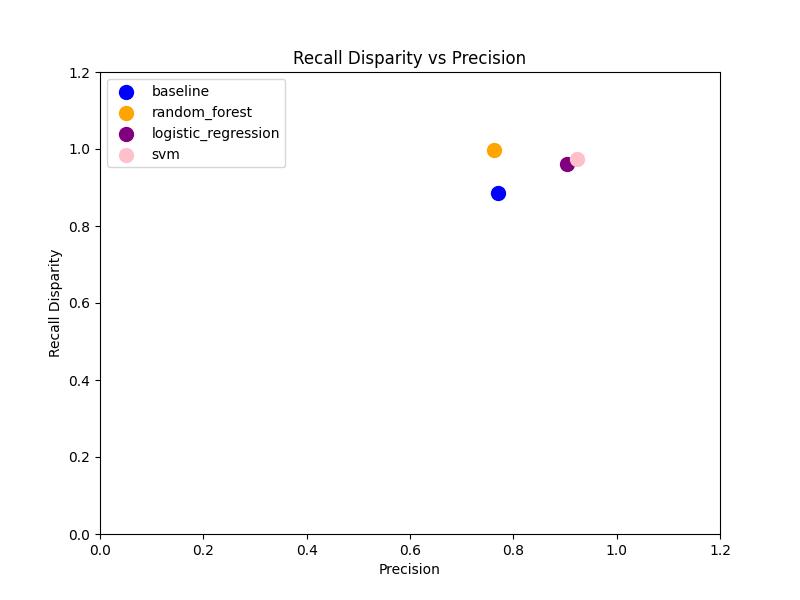 Recall Disparity vs Precision
baseline
random_forest
logistic_regression
svm
Recall Disparity
1.2
1.0
0.8
0.6
0.4
0.2
0.0
0.0 0.2 0.4 0.6 0.8 1.0 1.2
Precision